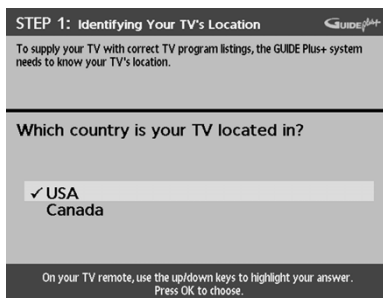 STEP 1: Identifying Your TV's Location
GUIDE Plus+
To supply your TV with correct TV program listings, the GUIDE Plus+ system
needs to know your TV's location.
Which country is your TV located in?
✓ USA
Canada
On your TV remote, use the up/down keys to highlight your answer.
Press OK to choose.